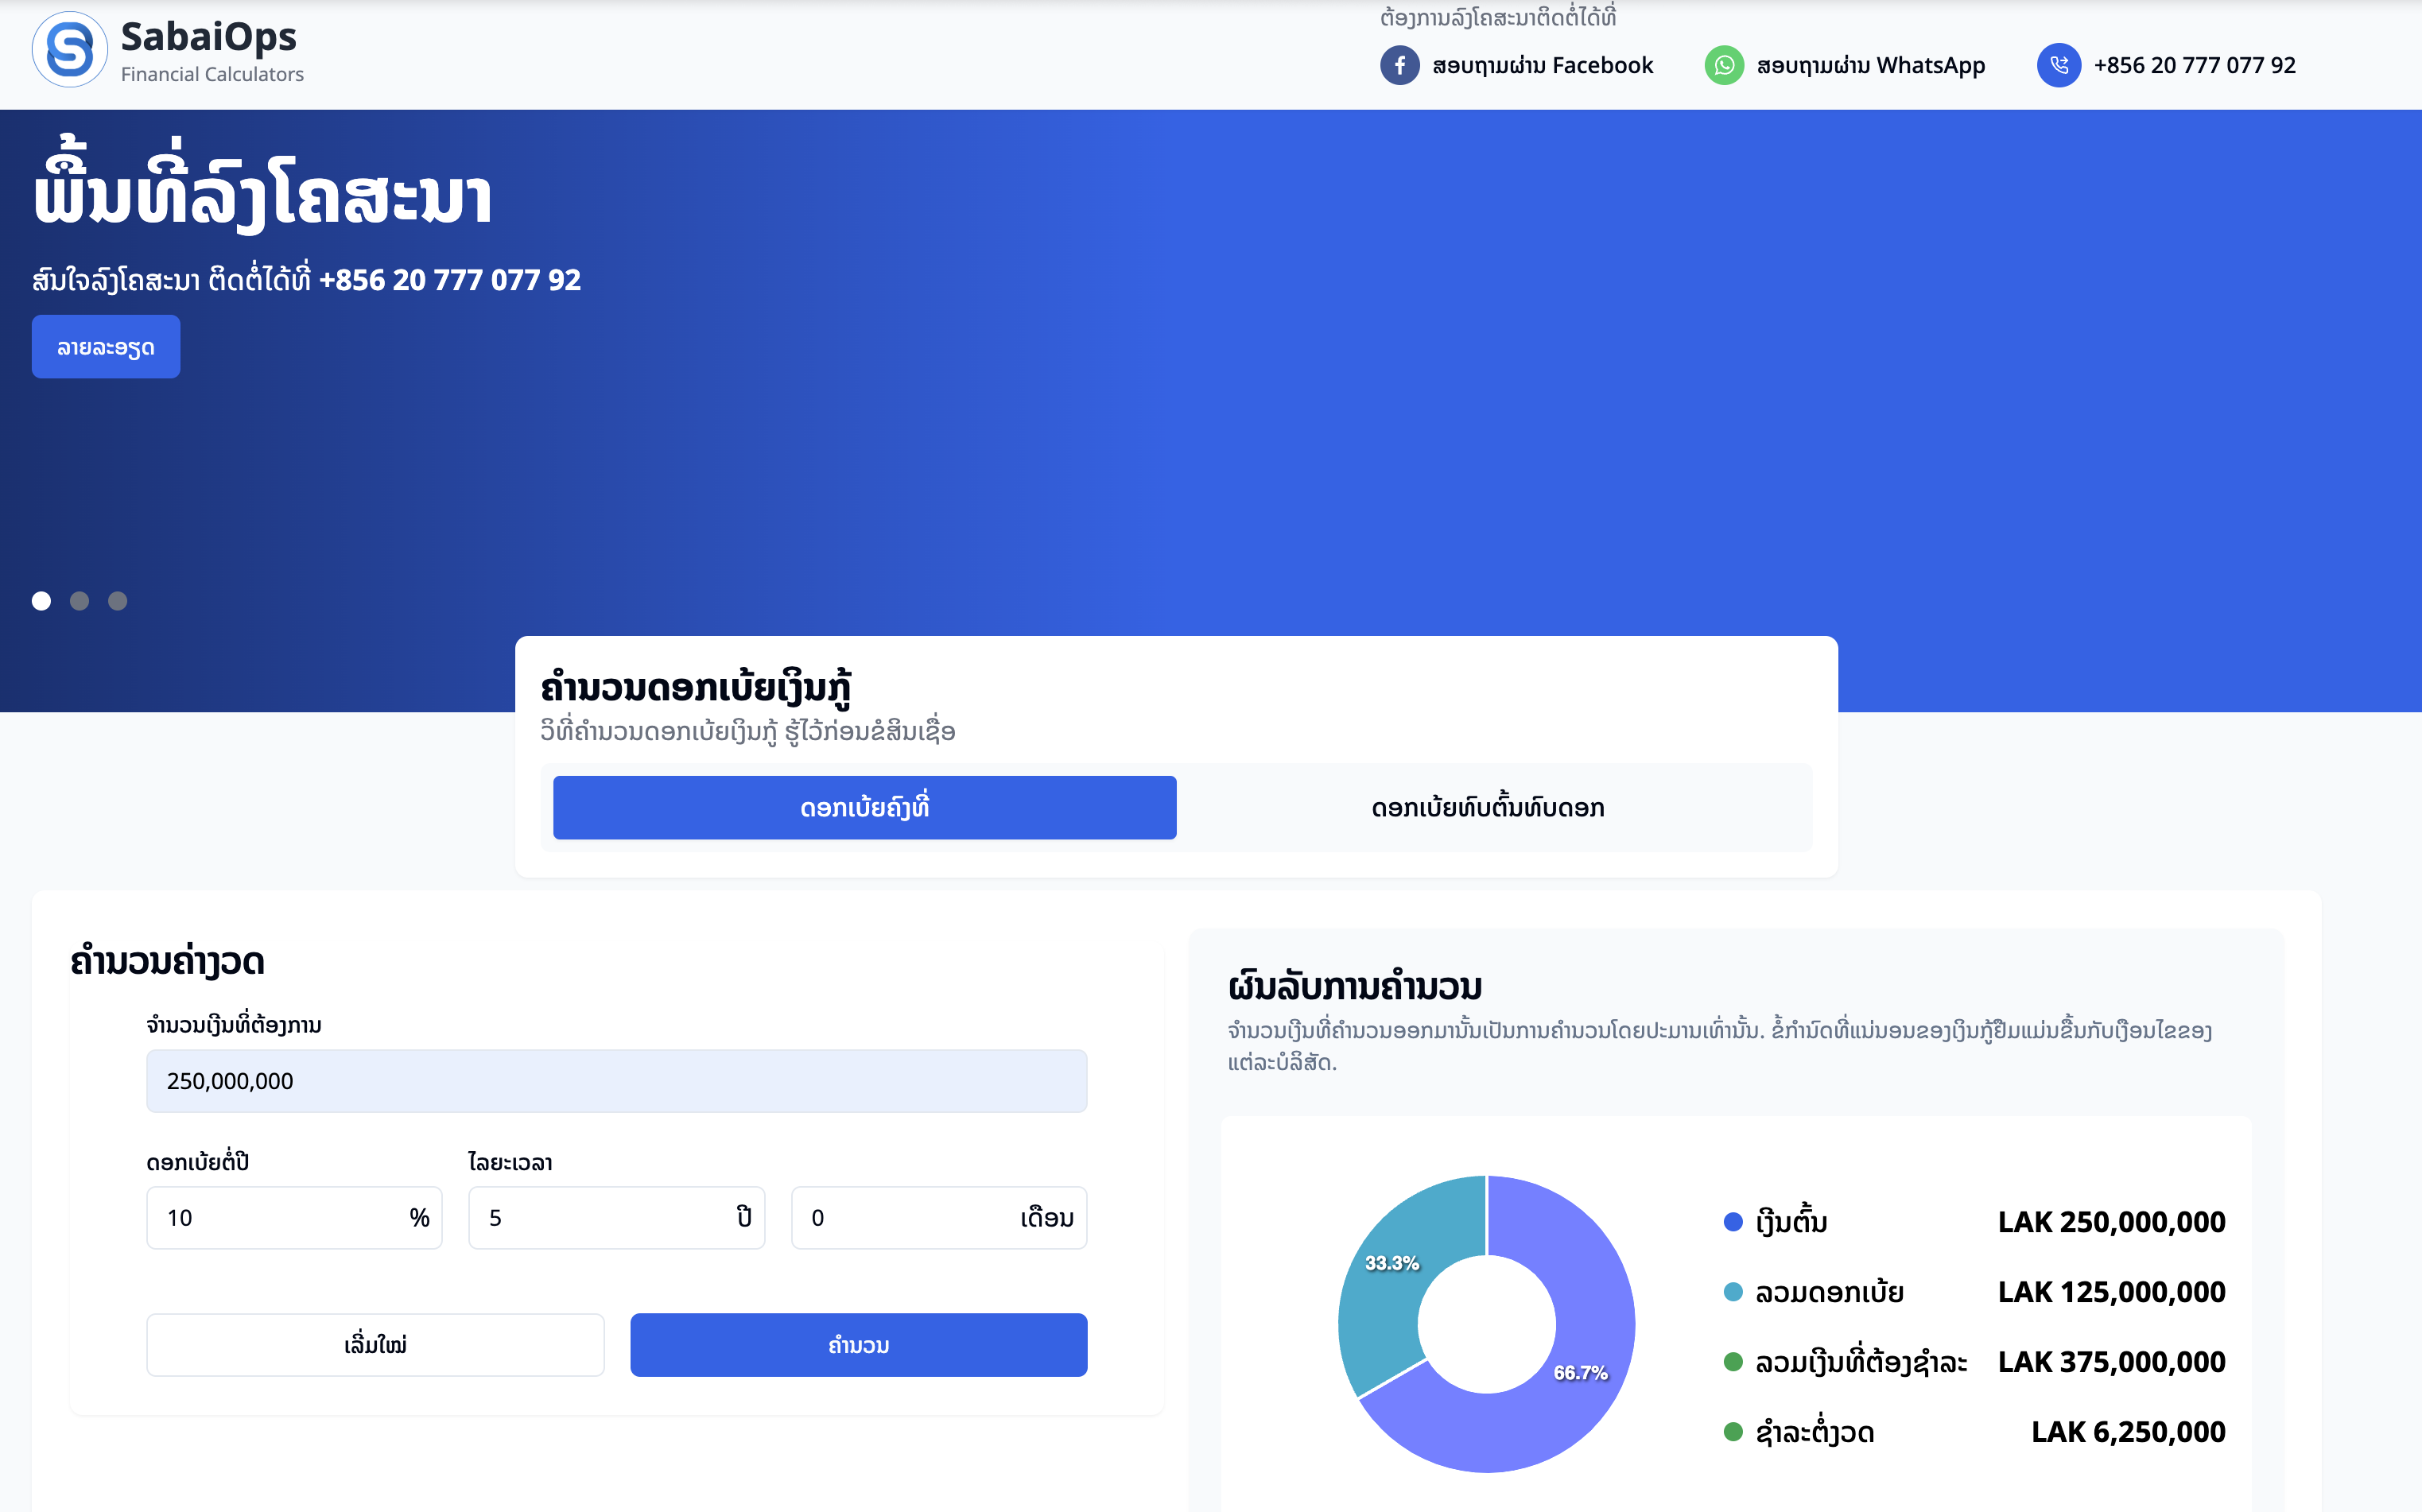 SabaiOps
Financial Calculators
ຕ້ອງການລົງໂຄສະນາຕິດຕໍ່ໄດ້ທີ່
ສອບຖາມຜ່ານ Facebook
ສອບຖາມຜ່ານ WhatsApp
+856 20 777 077 92
ພື້ນທີ່ລົງໂຄສະນາ
ສົນໃຈລົງໂຄສະນາ ຕິດຕໍ່ໄດ້ທີ່ +856 20 777 077 92
ລາຍລະອຽດ
ຄຳນວນດອກເບ້ຍເງິນກູ້
ວິທີ່ຄຳນວນດອກເບ້ຍເງິນກູ້ ຮູ້ໄວ້ກ່ອນຂໍສິນເຊື່ອ
ດອກເບ້ຍຄົງທີ່
ດອກເບ້ຍທົບຕົ້ນທົບດອກ
ຄຳນວນຄ່າງວດ
ຈຳນວນເງິນທີ່ຕ້ອງການ
250,000,000
ດອກເບ້ຍຕໍ່ປີ
ໄລຍະເວລາ
10 %
5 ປີ
0 ເດືອນ
ເລີ່ມໃໝ່
ຄຳນວນ
ຜົນລັບການຄຳນວນ
ຈຳນວນເງິນທີ່ຄຳນວນອອກມານັ້ນເປັນການຄຳນວນໂດຍປະມານເທົ່ານັ້ນ. ຂໍ້ກຳນົດທີ່ແນ່ນອນຂອງເງິນກູ້ຢືມແມ່ນຂື້ນກັບເງືອນໄຂຂອງ
ແຕ່ລະບໍລິສັດ.
33.3%
66.7%
ເງິນຕົ້ນ LAK 250,000,000
ລວມດອກເບ້ຍ LAK 125,000,000
ລວມເງິນທີ່ຕ້ອງຊຳລະ LAK 375,000,000
ຊຳລະຕໍ່ງວດ LAK 6,250,000